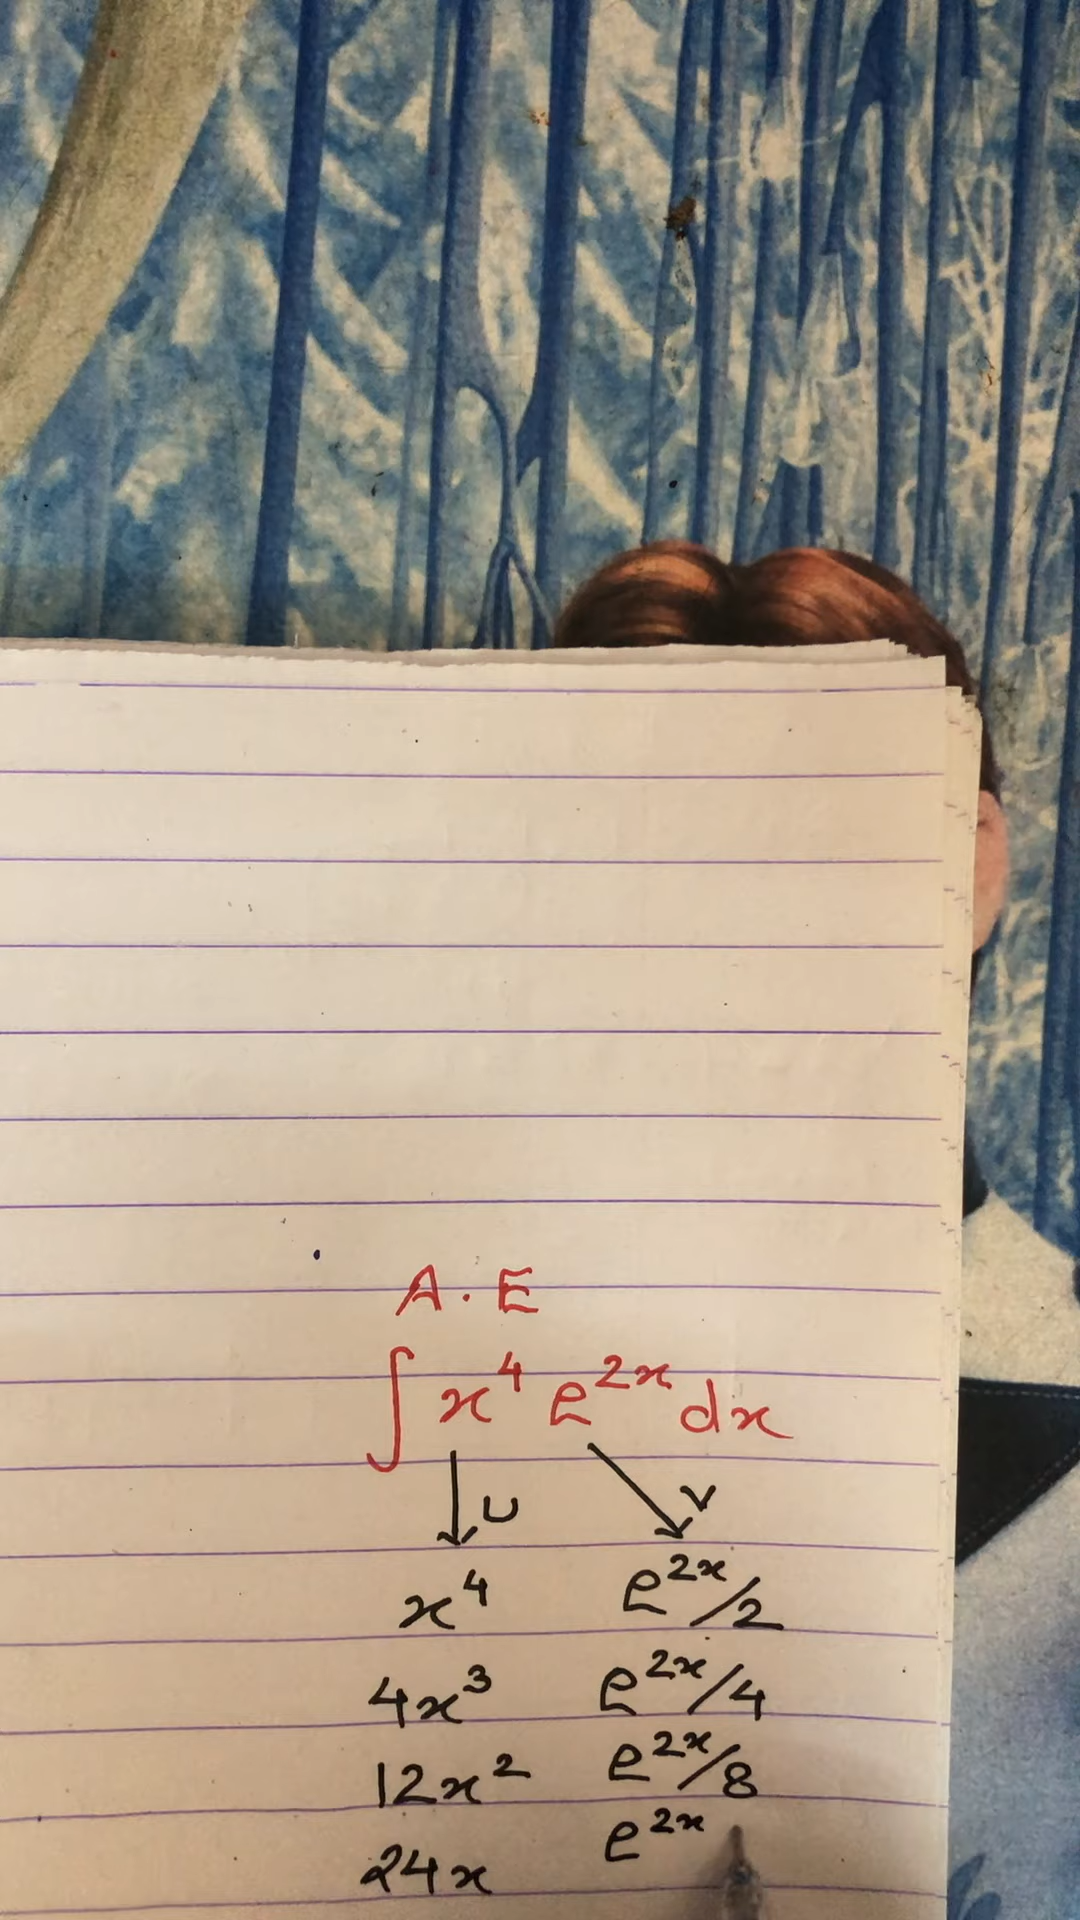 A.E
∫ x⁴ e²ˣ dx
U V
x⁴ e²ˣ/2
4x³ e²ˣ/4
12x² e²ˣ/8
24x e²ˣ